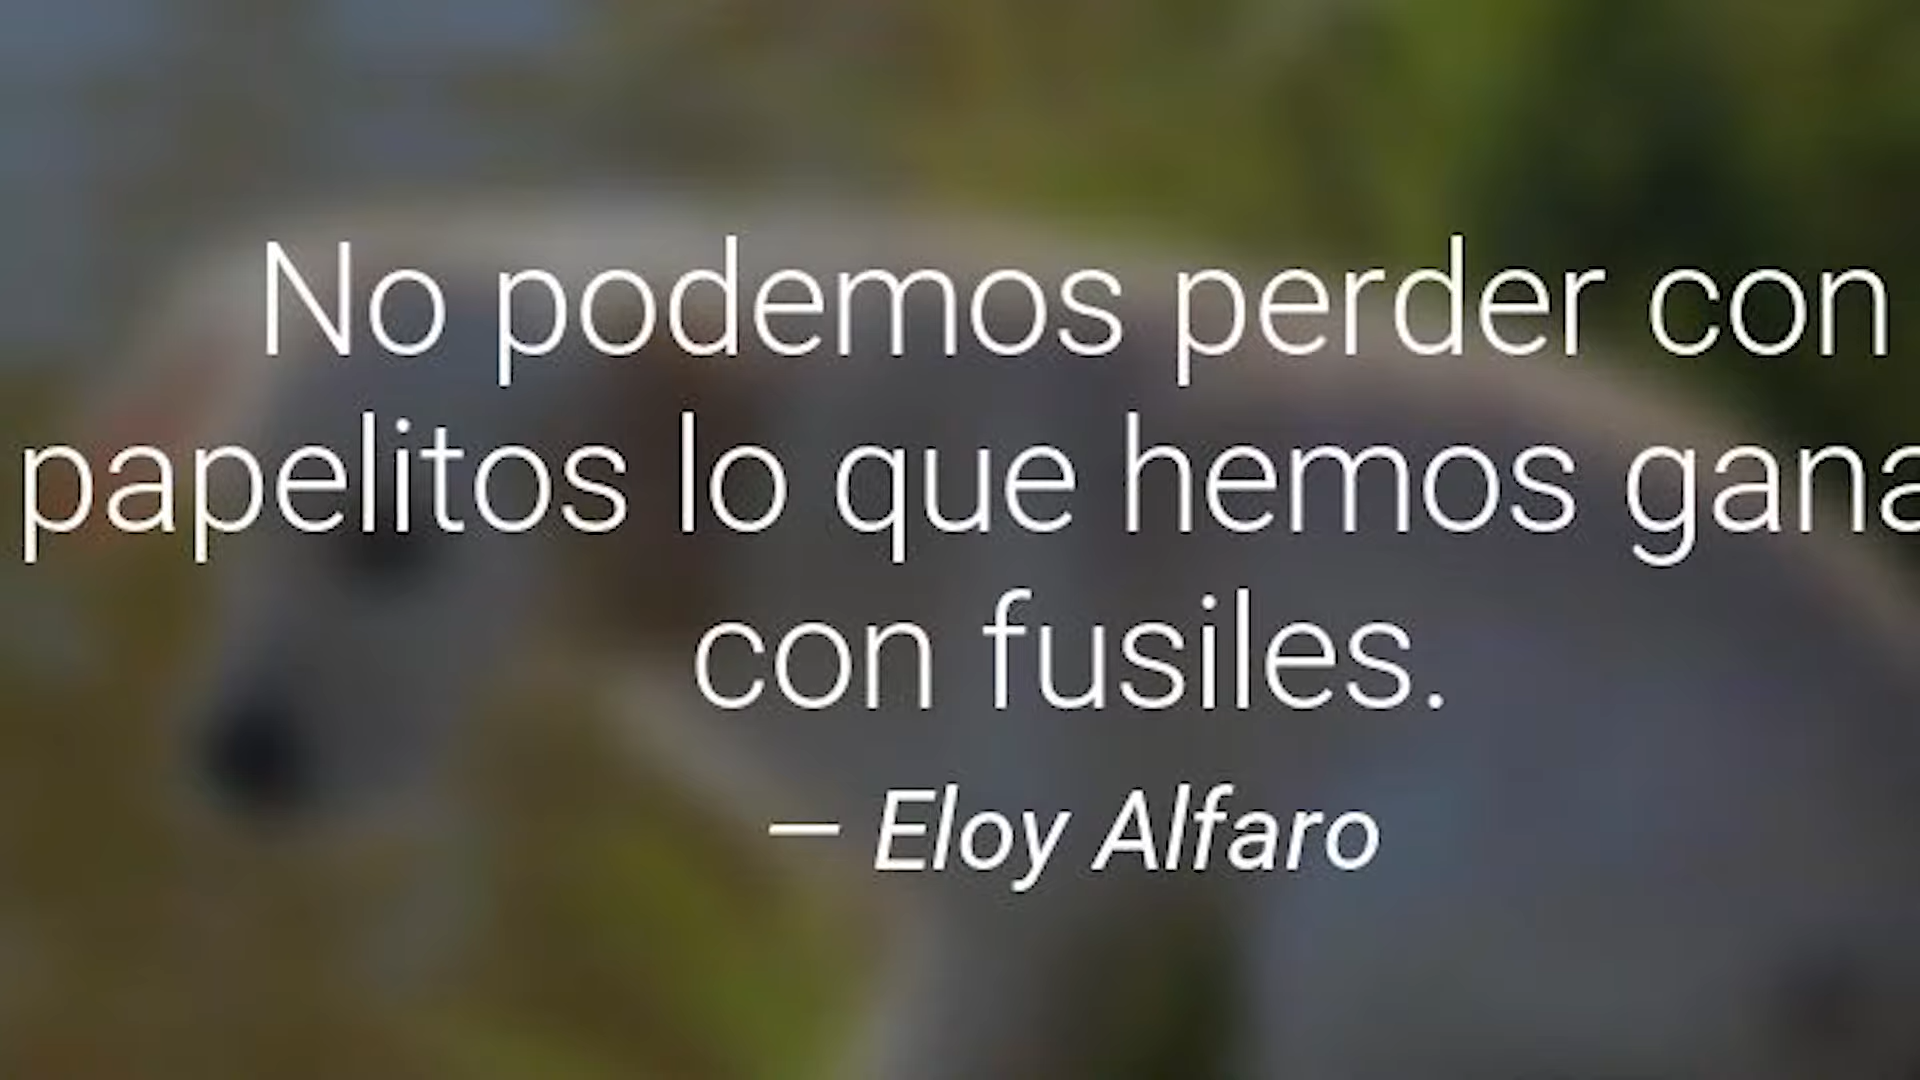 No podemos perder con
papelitos lo que hemos gana
con fusiles.
— Eloy Alfaro